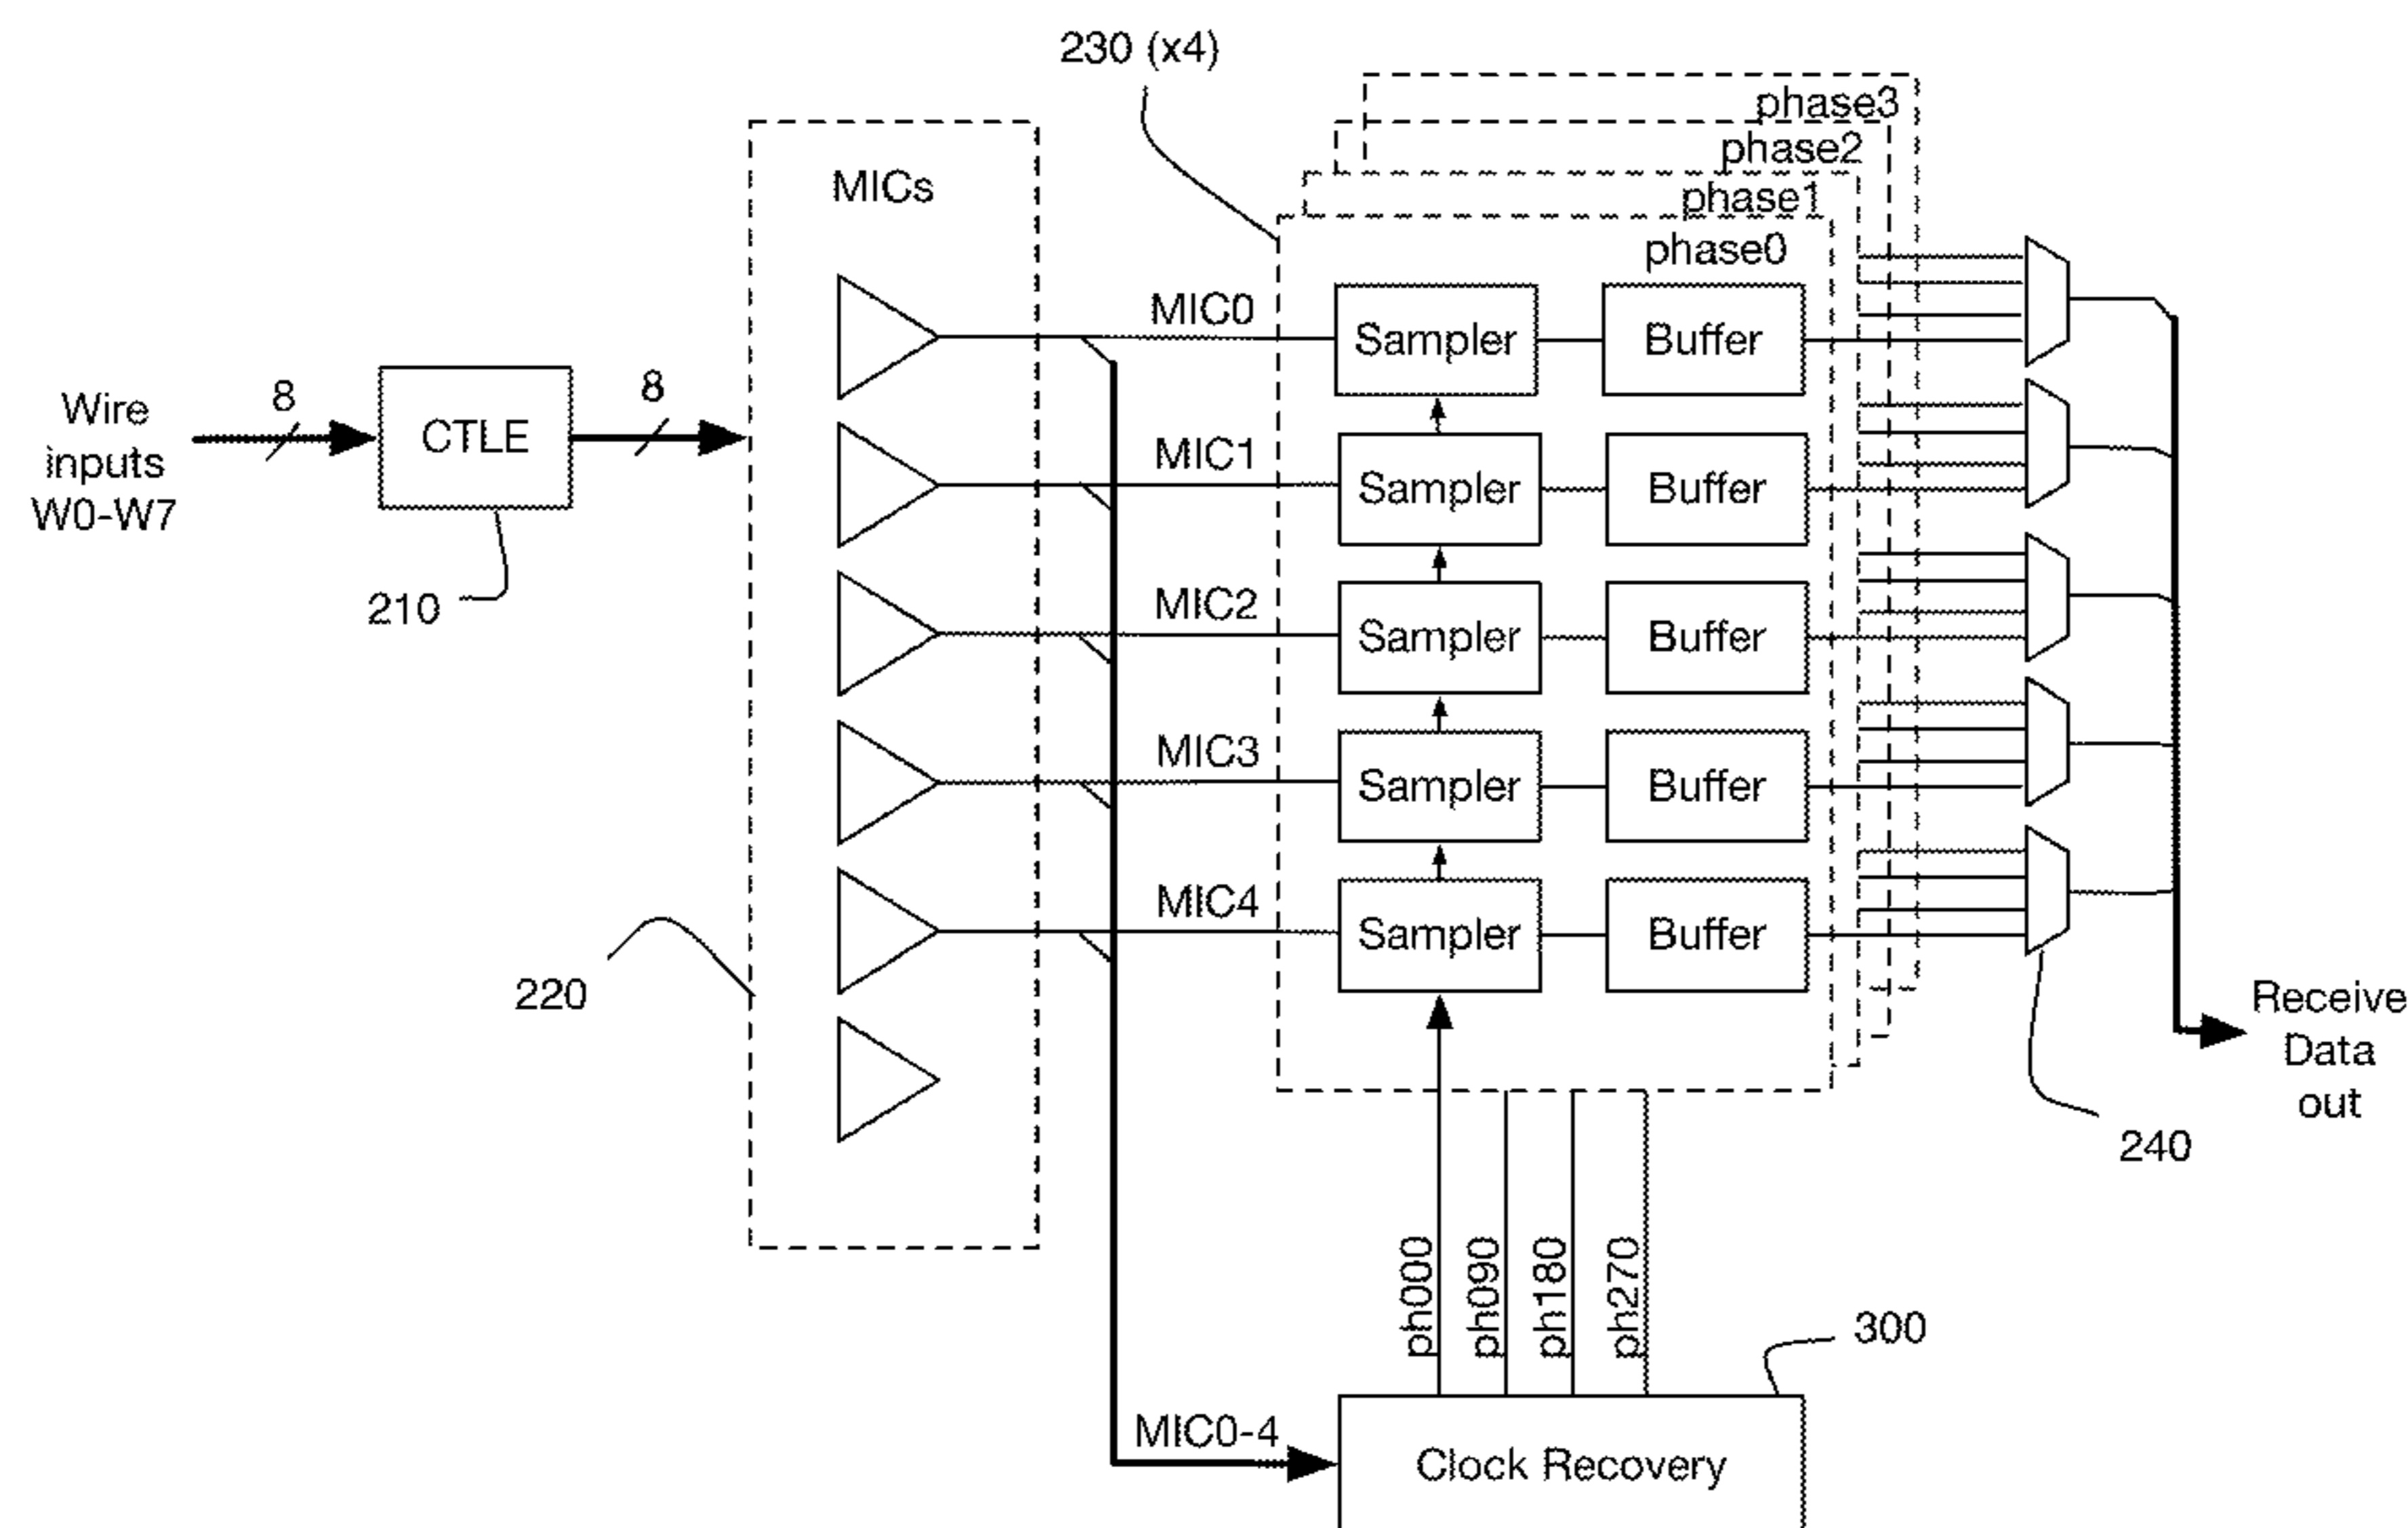 230 (x4)
phase3
phase2
phase1
phase0
MICs
Wire
inputs
W0-W7
8
CTLE
8
210
220
MIC0
Sampler
Buffer
MIC1
Sampler
Buffer
MIC2
Sampler
Buffer
MIC3
Sampler
Buffer
MIC4
Sampler
Buffer
240
Receive
Data
out
ph000
ph090
ph180
ph270
300
MIC0-4
Clock Recovery